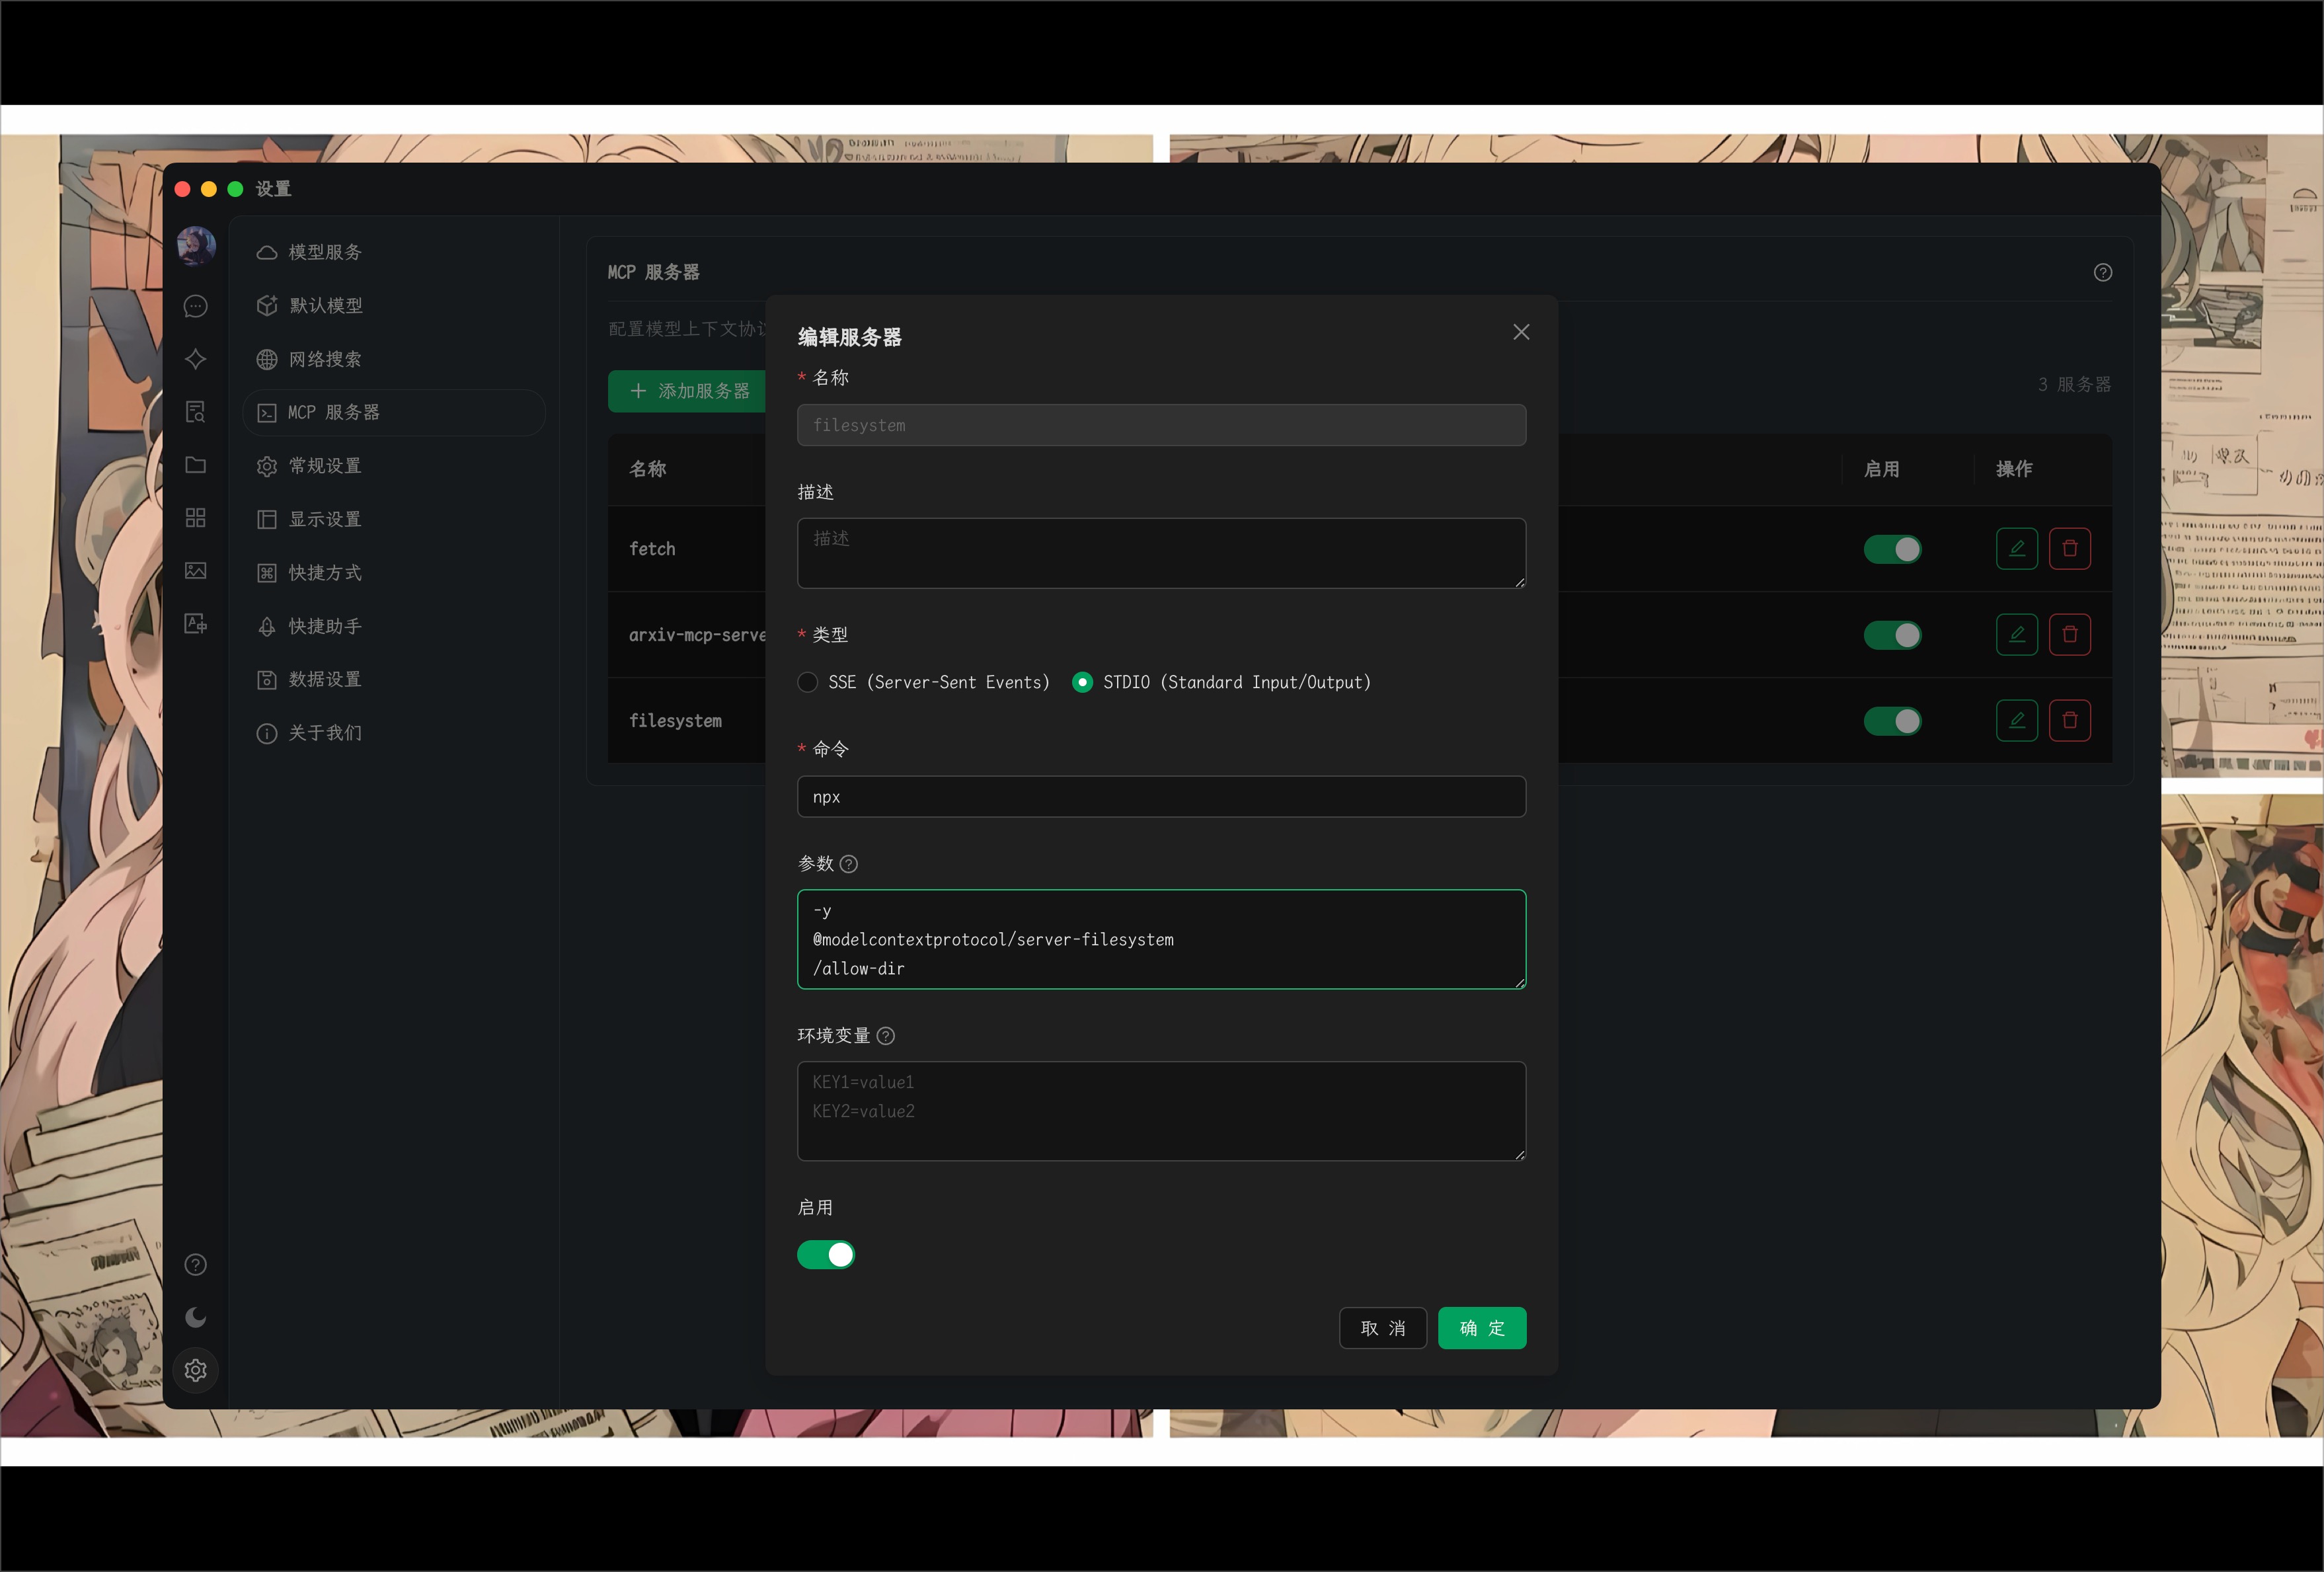 设置
模型服务
默认模型
网络搜索
MCP 服务器
常规设置
显示设置
快捷方式
快捷助手
数据设置
关于我们
MCP 服务器
配置模型上下文协
添加服务器
3 服务器
名称
启用
操作
fetch
arxiv-mcp-serve
filesystem
编辑服务器
* 名称
filesystem
描述
描述
* 类型
SSE (Server-Sent Events)
STDIO (Standard Input/Output)
* 命令
npx
参数
-y
@modelcontextprotocol/server-filesystem
/allow-dir
环境变量
KEY1=value1
KEY2=value2
启用
取 消
确 定